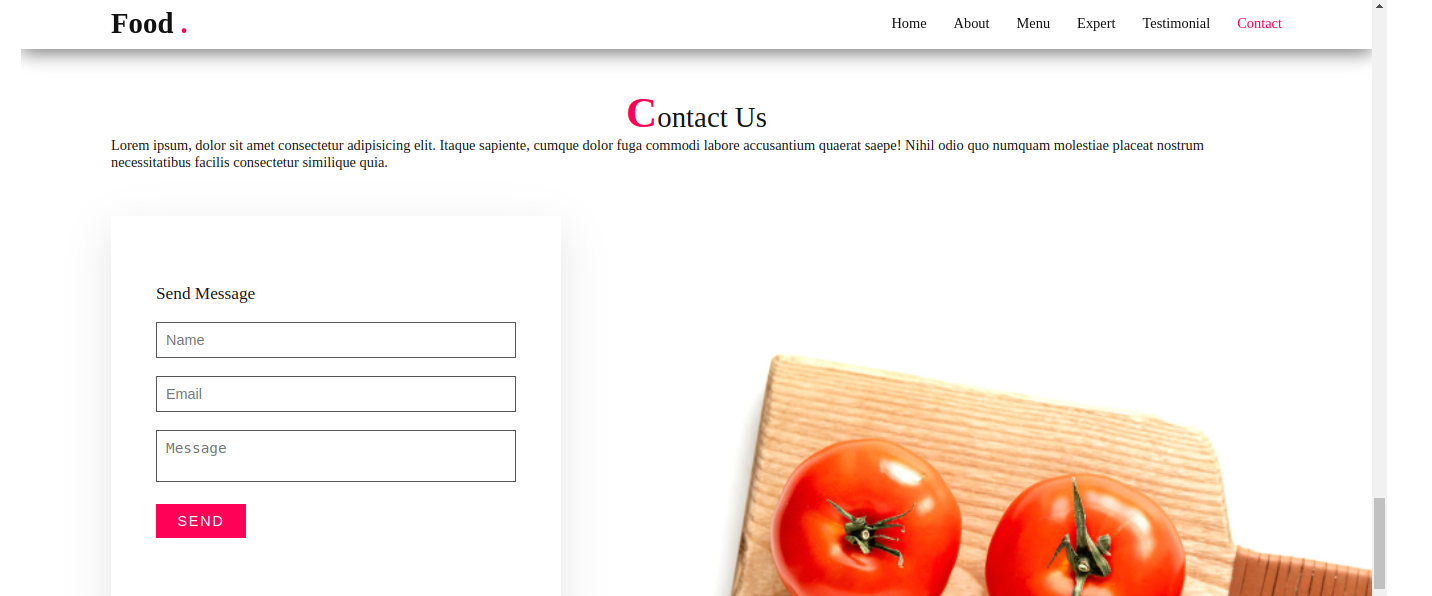 Food .
Home About Menu Expert Testimonial Contact
Contact Us
Lorem ipsum, dolor sit amet consectetur adipisicing elit. Itaque sapiente, cumque dolor fuga commodi labore accusantium quaerat saepe! Nihil odio quo numquam molestiae placeat nostrum
necessitatibus facilis consectetur similique quia.
Send Message
Name
Email
Message
SEND